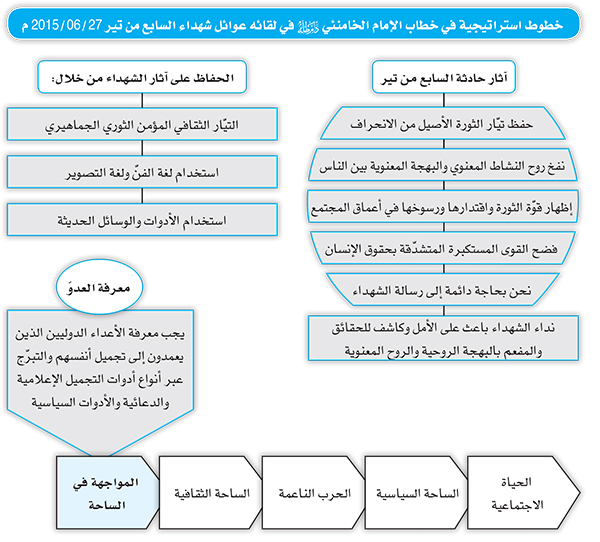 خطوط استراتيجية في خطاب الإمام الخامنئي في لقائه عوائل شهداء السابع من تير 27 /06/ 2015 م
آثار حادثة السابع من تير
حفظ تيّار الثورة الأصيل من الانحراف
نفخ روح النشاط المعنوي والبهجة المعنوية بين الناس
إظهار قوّة الثورة واقتدارها ورسوخها في أعماق المجتمع
فضح القوى المستكبرة المتشدّقة بحقوق الإنسان
نحن بحاجة دائمة إلى رسالة الشهداء
نداء الشهداء باعث على الأمل وكاشف للحقائق
والمفعم بالبهجة الروحية والروح المعنوية
الحفاظ على آثار الشهداء من خلال:
التيّار الثقافي المؤمن الثوري الجماهيري
استخدام لغة الفنّ ولغة التصوير
استخدام الأدوات والوسائل الحديثة
معرفة العدوّ
يجب معرفة الأعداء الدوليين الذين
يعمدون إلى تجميل أنفسهم والتبرّج
عبر أنواع أدوات التجميل الإعلامية
والدعائية والأدوات السياسية
الحياة
الاجتماعية
الساحة السياسية
الحرب الناعمة
الساحة الثقافية
المواجهة في
الساحة